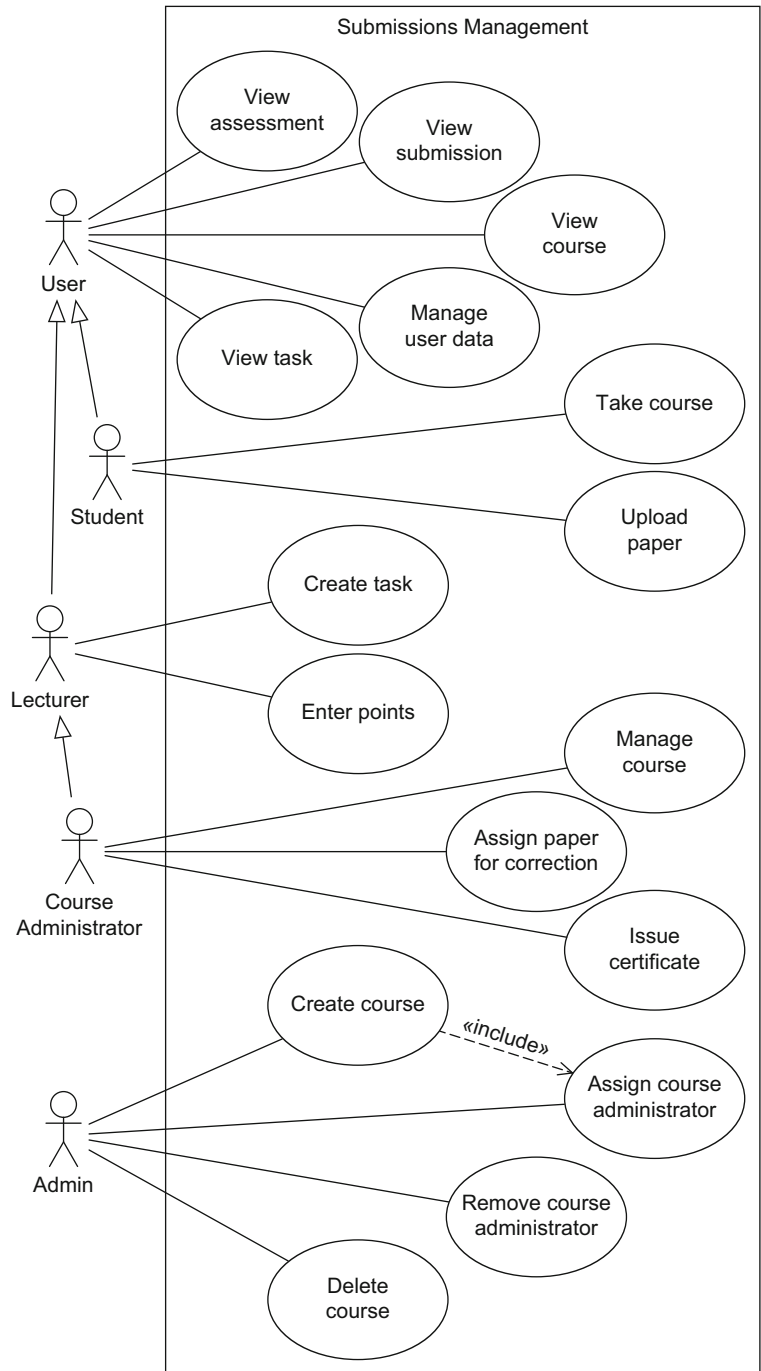 Submissions Management
View
assessment
View
submission
View
course
User
Manage
user data
View task
Take course
Student
Upload
paper
Create task
Lecturer
Enter points
Manage
course
Assign paper
for correction
Course
Administrator
Issue
certificate
Create course
«include»
Assign course
administrator
Admin
Remove course
administrator
Delete
course